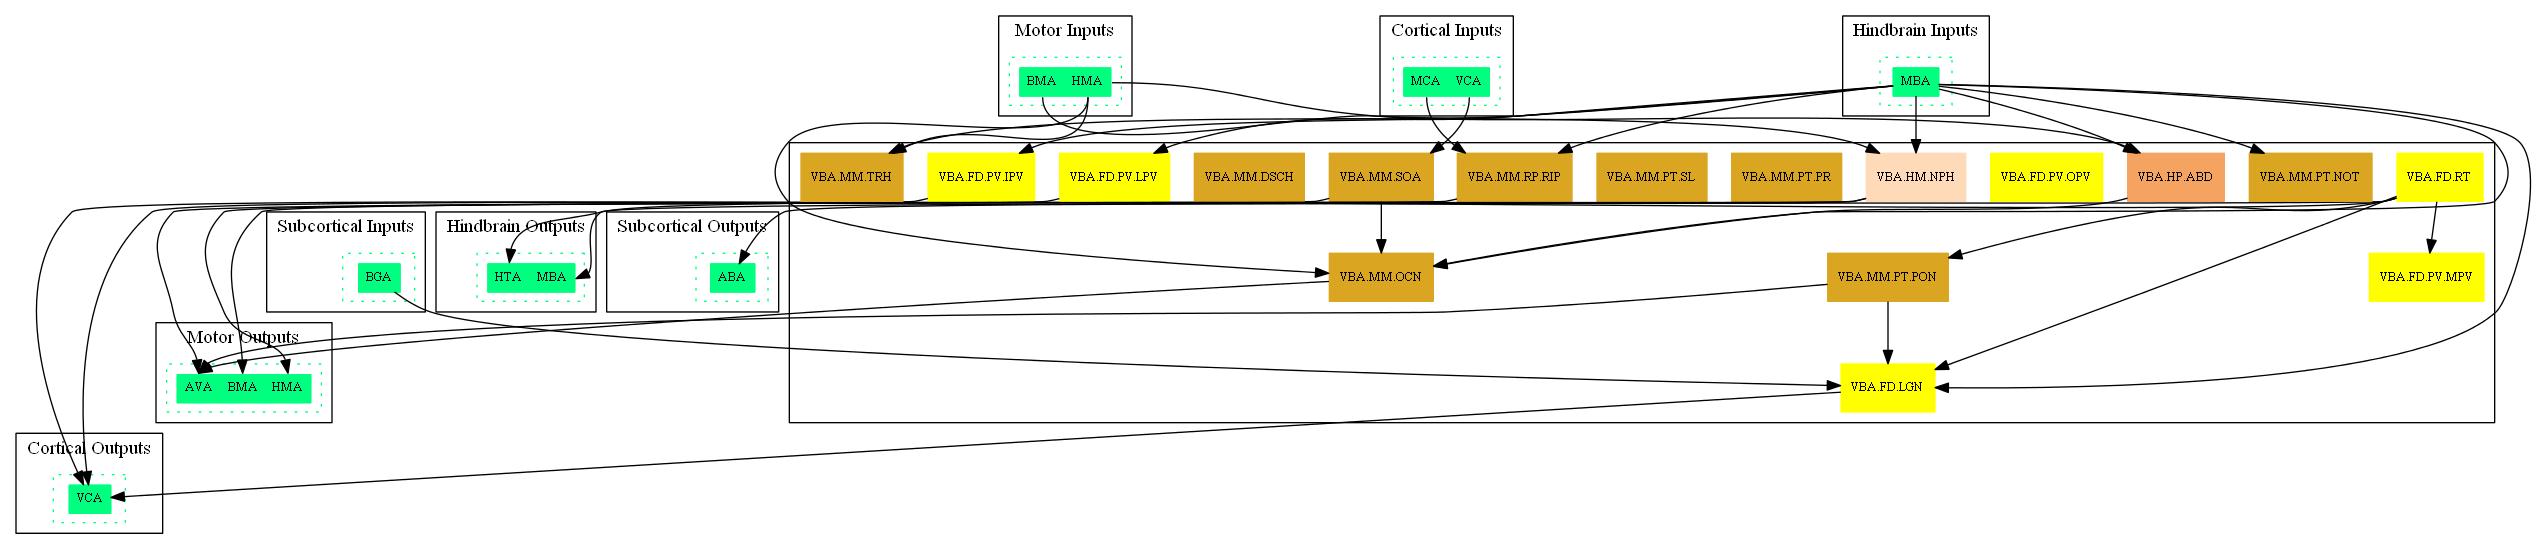 Motor Inputs
Cortical Inputs
Hindbrain Inputs
BMA HMA
MCA VCA
MBA
VBA.MM.TRH
VBA.FD.PV.IPV
VBA.FD.PV.LPV
VBA.MM.DSCH
VBA.MM.SOA
VBA.MM.RP.RIP
VBA.MM.PT.SL
VBA.MM.PT.PR
VBA.HM.NPH
VBA.FD.PV.OPV
VBA.HP.ABD
VBA.MM.PT.NOT
VBA.FD.RT
Subcortical Inputs
Hindbrain Outputs
Subcortical Outputs
BGA
HTA MBA
ABA
VBA.MM.OCN
VBA.MM.PT.PON
VBA.FD.PV.MPV
Motor Outputs
AVA BMA HMA
VBA.FD.LGN
Cortical Outputs
VCA